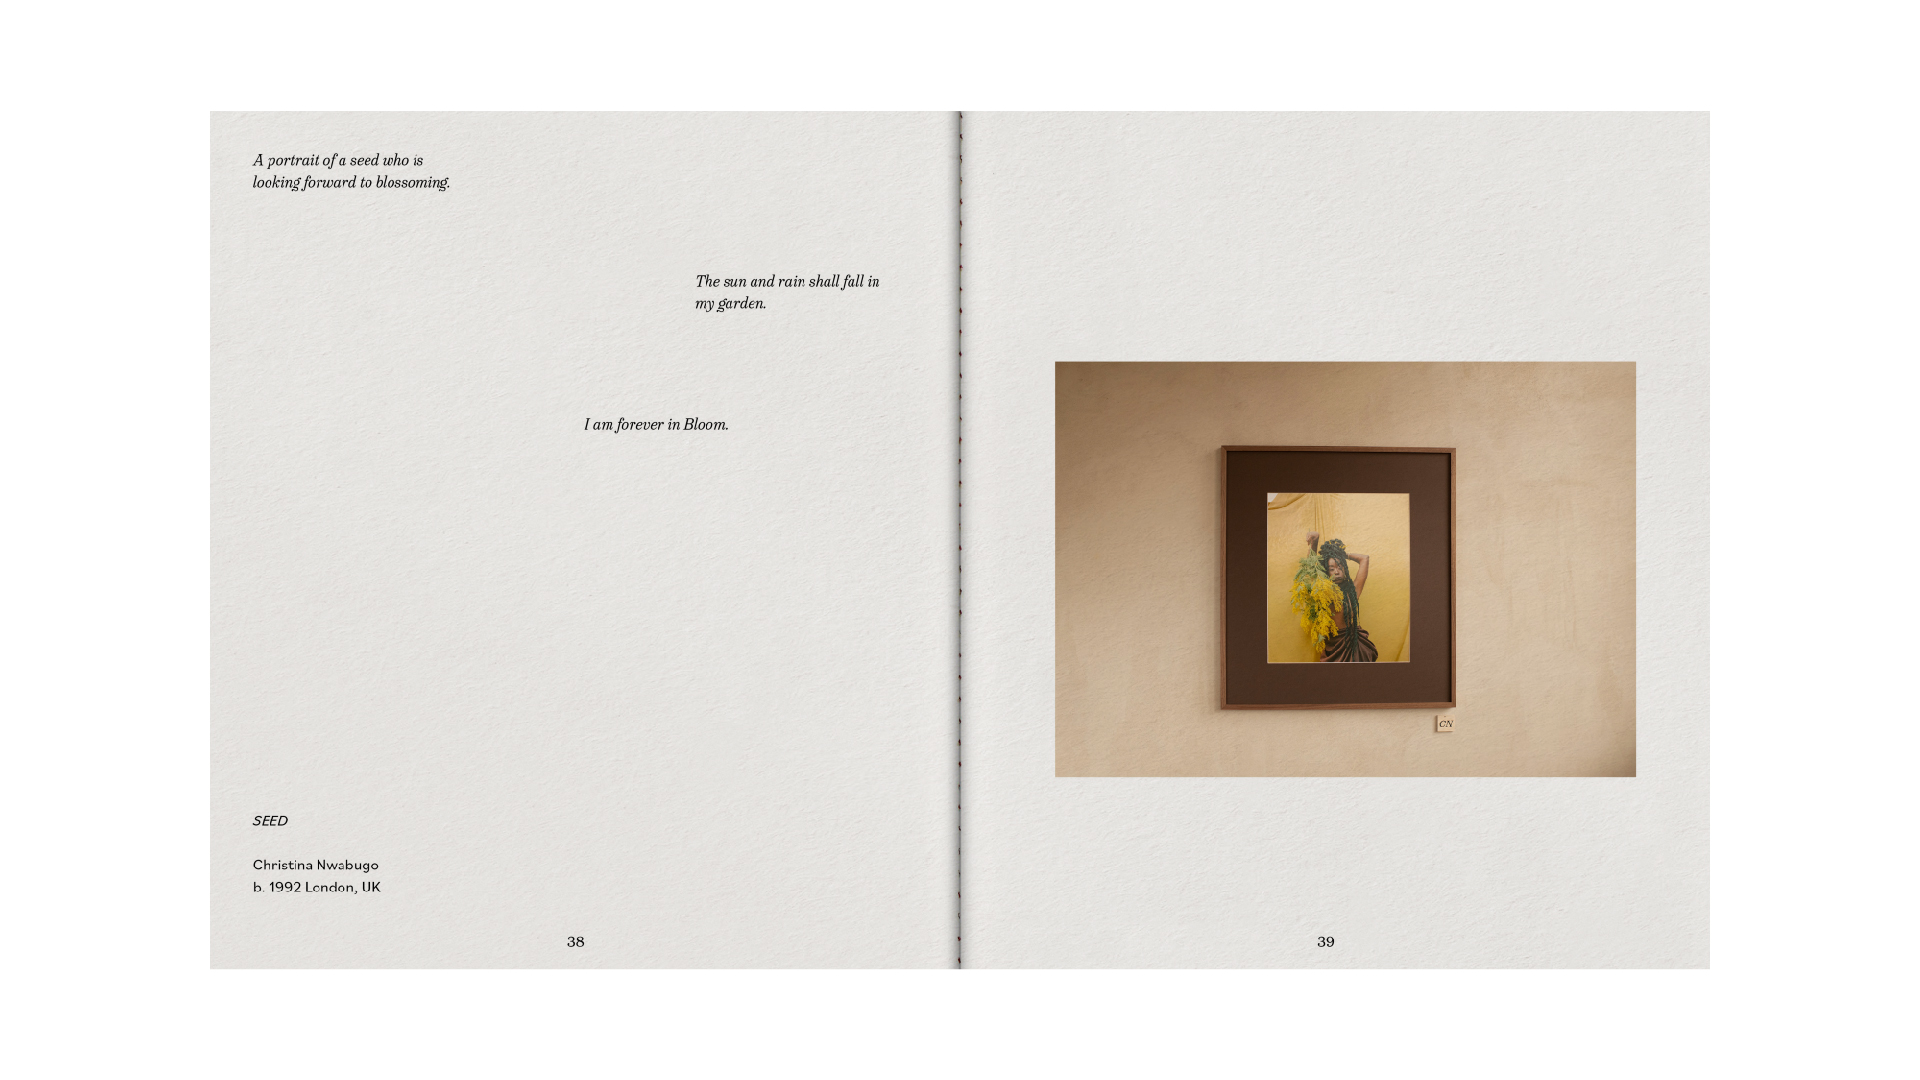 A portrait of a seed who is
looking forward to blossoming.
The sun and rain shall fall in
my garden.
I am forever in Bloom.
SEED
Christina Nwabugo
b. 1992 London, UK
38
CN
39